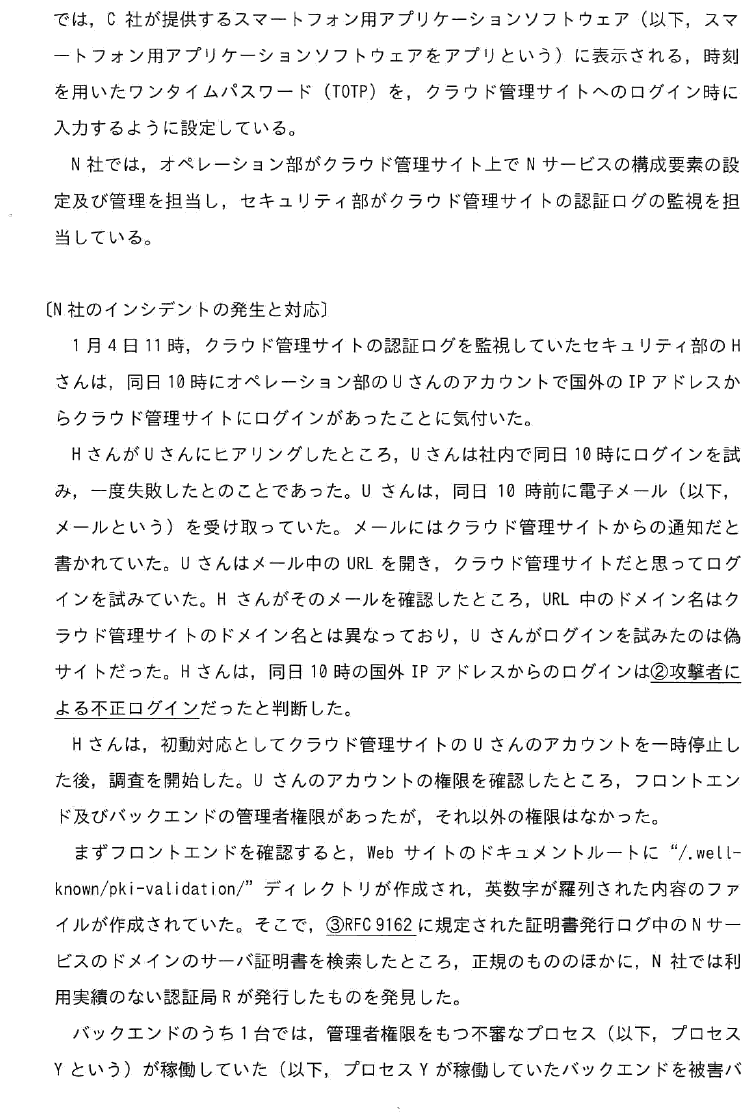 では，C 社が提供するスマートフォン用アプリケーションソフトウェア（以下，スマ
ートフォン用アプリケーションソフトウェアをアプリという）に表示される，時刻
を用いたワンタイムパスワード（TOTP）を，クラウド管理サイトへのログイン時に
入力するように設定している。
N 社では，オペレーション部がクラウド管理サイト上で N サービスの構成要素の設
定及び管理を担当し，セキュリティ部がクラウド管理サイトの認証ログの監視を担
当している。
〔N 社のインシデントの発生と対応〕
1 月 4 日 11 時，クラウド管理サイトの認証ログを監視していたセキュリティ部の H
さんは，同日 10 時にオペレーション部の U さんのアカウントで国外の IP アドレスか
らクラウド管理サイトにログインがあったことに気付いた。
H さんが U さんにヒアリングしたところ，U さんは社内で同日 10 時にログインを試
み，一度失敗したとのことであった。U さんは，同日 10 時前に電子メール（以下，
メールという）を受け取っていた。メールにはクラウド管理サイトからの通知だと
書かれていた。U さんはメール中の URL を開き，クラウド管理サイトだと思ってログ
インを試みていた。H さんがそのメールを確認したところ，URL 中のドメイン名はク
ラウド管理サイトのドメイン名とは異なっており，U さんがログインを試みたのは偽
サイトだった。H さんは，同日 10 時の国外 IP アドレスからのログインは②攻撃者に
よる不正ログインだったと判断した。
H さんは，初動対応としてクラウド管理サイトの U さんのアカウントを一時停止し
た後，調査を開始した。U さんのアカウントの権限を確認したところ，フロントエン
ド及びバックエンドの管理者権限があったが，それ以外の権限はなかった。
まずフロントエンドを確認すると，Web サイトのドキュメントルートに “/.well-
known/pki-validation/” ディレクトリが作成され，英数字が羅列された内容のファ
イルが作成されていた。そこで，③RFC 9162 に規定された証明書発行ログ中の N サー
ビスのドメインのサーバ証明書を検索したところ，正規のもののほかに，N 社では利
用実績のない認証局 R が発行したものを発見した。
バックエンドのうち 1 台では，管理者権限をもつ不審なプロセス（以下，プロセス
Y という）が稼働していた（以下，プロセス Y が稼働していたバックエンドを被害バ